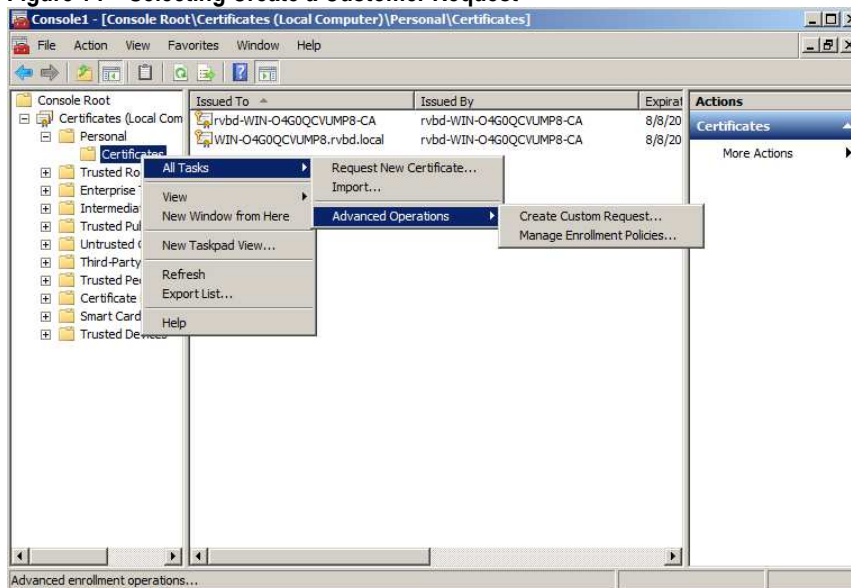 Console1 - [Console Root\Certificates (Local Computer)\Personal\Certificates]
File Action View Favorites Window Help
Console Root
Certificates (Local Com
Personal
Certificates
Trusted Ro
Enterprise
Intermedia
Trusted Pul
Untrusted
Third-Party
Trusted Pe
Certificate
Smart Card
Trusted Devices
Issued To
Issued By
Expirat
rvbd-WIN-O4G0QCVUMP8-CA
rvbd-WIN-O4G0QCVUMP8-CA
8/8/20
WIN-O4G0QCVUMP8.rvbd.local
rvbd-WIN-O4G0QCVUMP8-CA
8/8/20
All Tasks
View
New Window from Here
New Taskpad View...
Refresh
Export List...
Help
Request New Certificate...
Import...
Advanced Operations
Create Custom Request...
Manage Enrollment Policies...
Actions
Certificates
More Actions
Advanced enrollment operations...